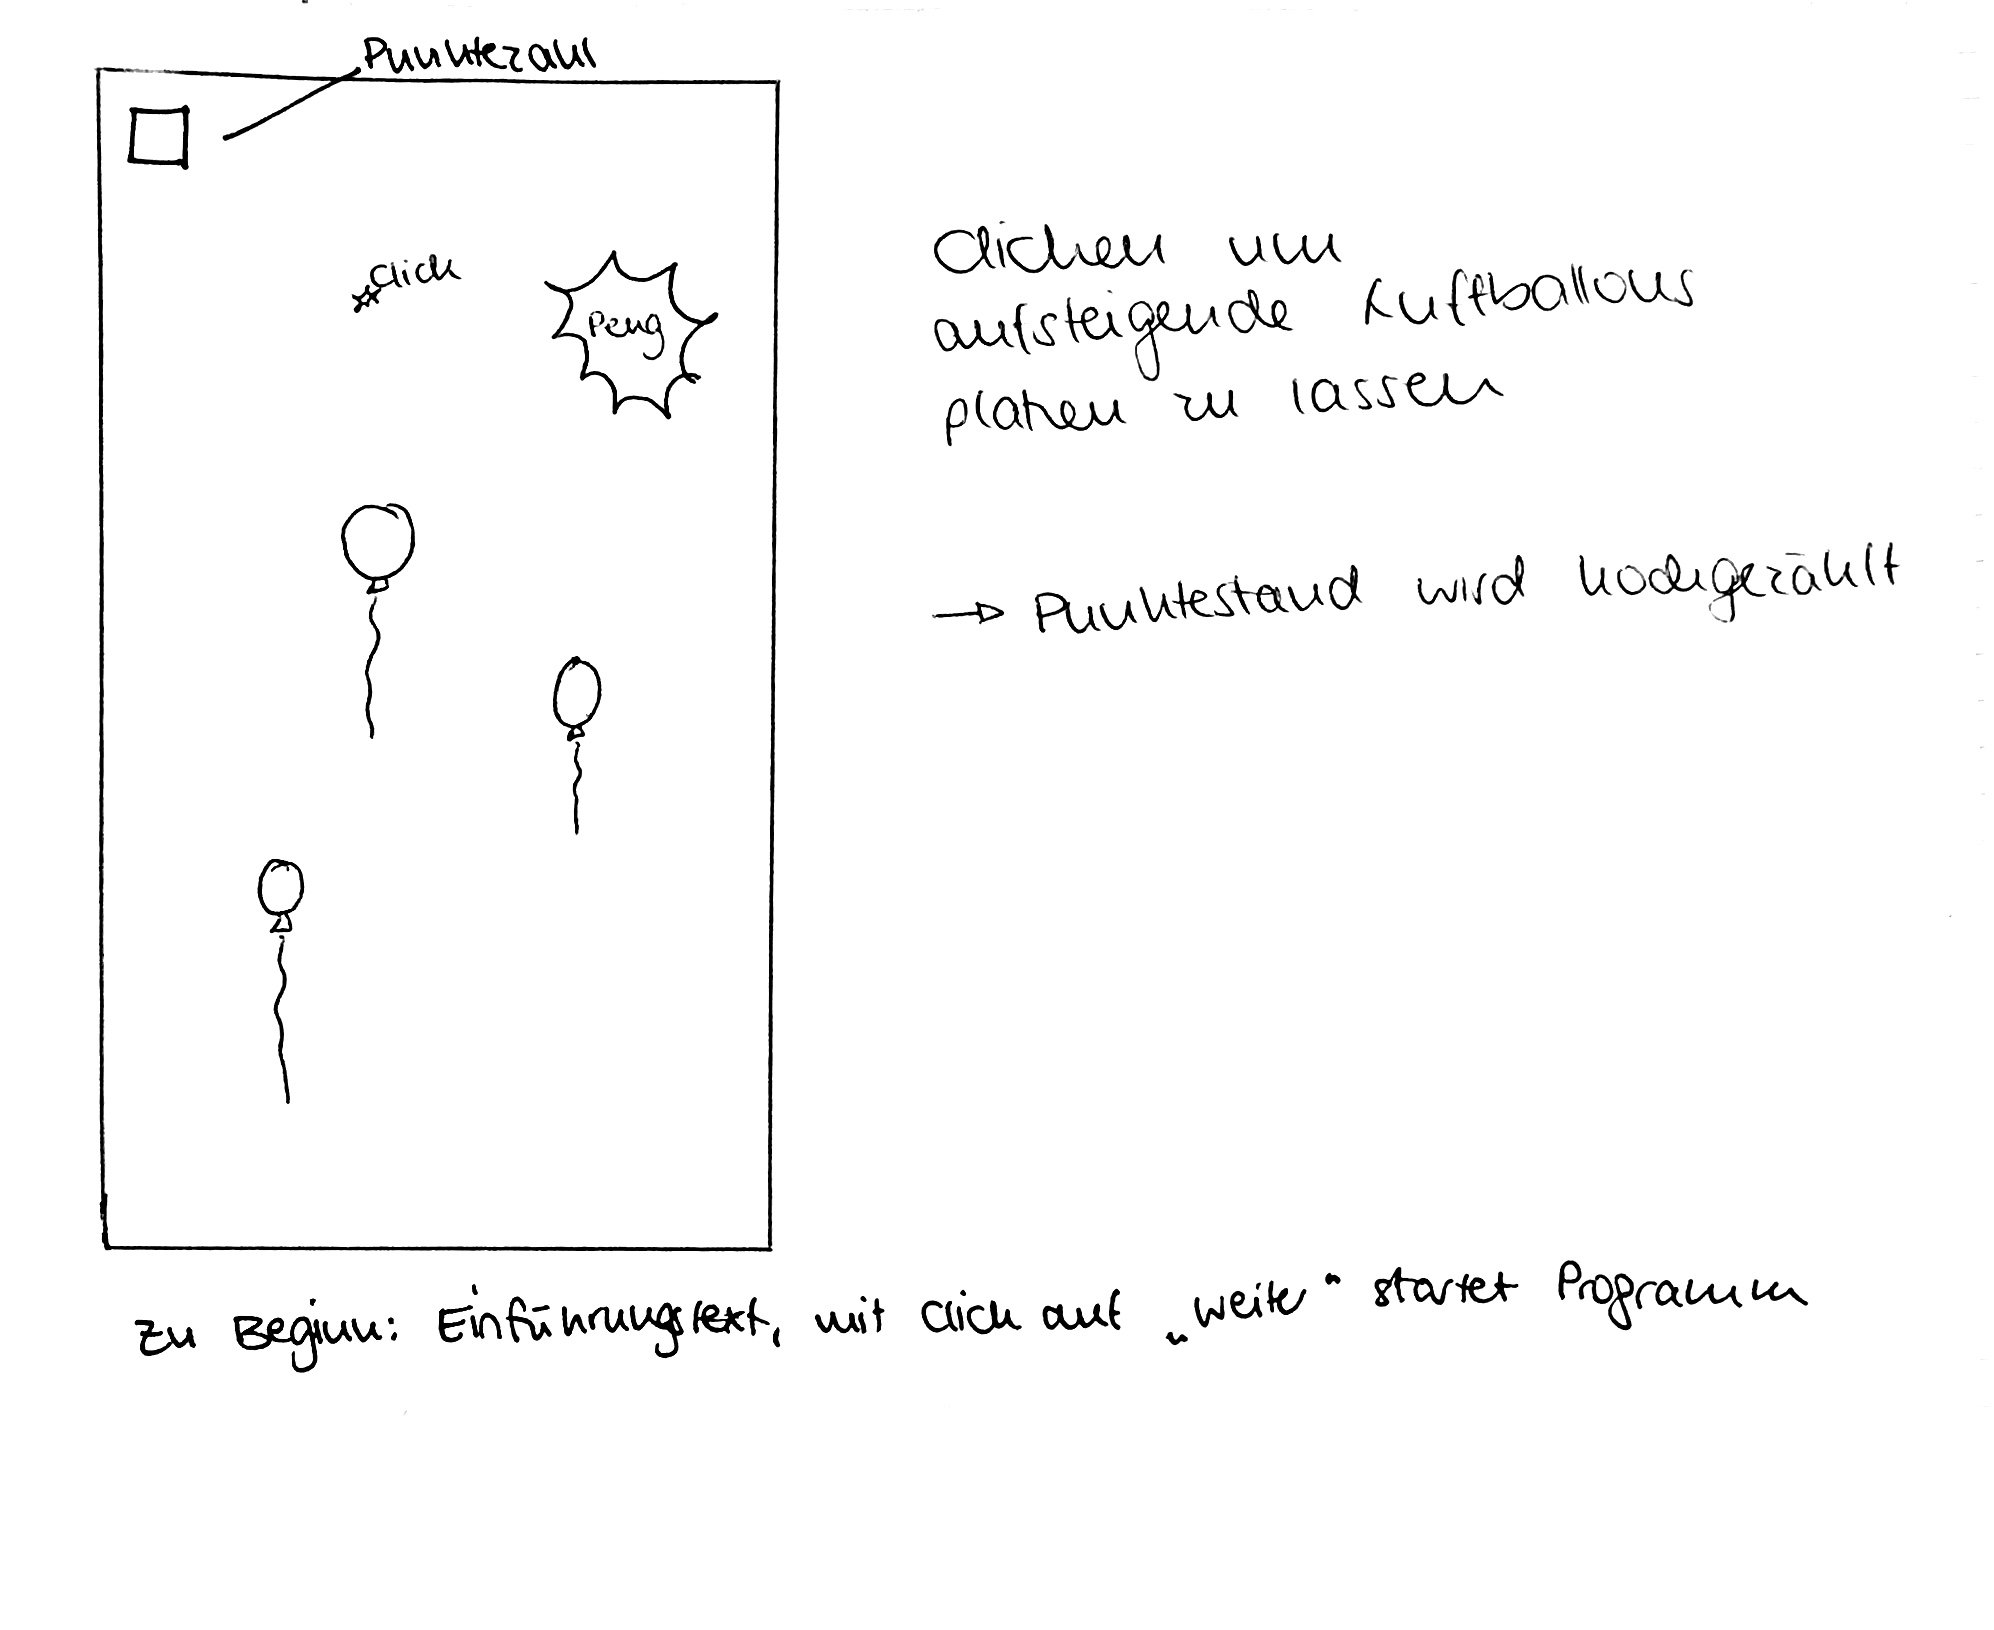 Punktezahl
Click
Peng
Clicken um
aufsteigende Luftballons
platzen zu lassen
→ Punktestand wird hochgezählt
zu Beginn: Einführungstext, mit Click auf „weiter“ startet Programm